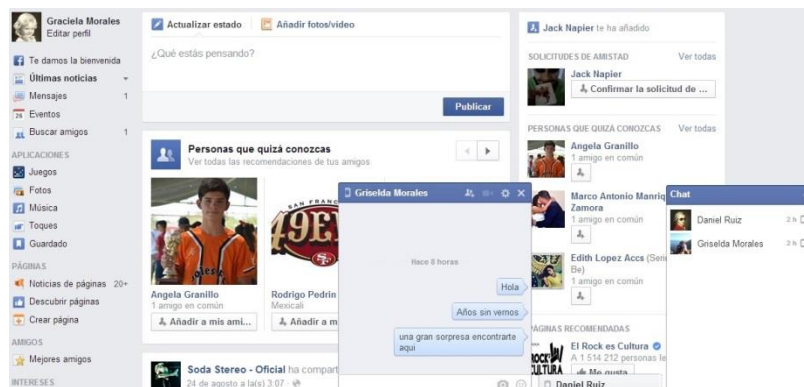 Graciela Morales
Editar perfil
Te damos la bienvenida
Últimas noticias
Mensajes 1
Eventos
Buscar amigos 1
APLICACIONES
Juegos
Fotos
Música
Toques
Guardado
PÁGINAS
Noticias de páginas 20+
Descubrir páginas
Crear página
AMIGOS
Mejores amigos
INTERESES
Actualizar estado
Añadir fotos/vídeo
¿Qué estás pensando?
Publicar
Personas que quizá conozcas
Ver todas las recomendaciones de tus amigos
SAN FRANC
49E
Angela Granillo
1 amigo en común
Añadir a mis ami...
Rodrigo Pedrin
Mexicali
Añadir a m
Soda Stereo - Oficial ha compart
24 de agosto a la(s) 3:07
Griselda Morales
Hace 8 horas
Hola
Años sin vernos
una gran sorpresa encontrarte
aqui
Jack Napier te ha añadido
SOLICITUDES DE AMISTAD Ver todas
Jack Napier
Confirmar la solicitud de ...
PERSONAS QUE QUIZÁ CONOZCAS Ver todas
Angela Granillo
1 amigo en común
Marco Antonio Manriq
Zamora
1 amigo en común
Edith Lopez Accs (Seri
Be)
1 amigo en común
PÁGINAS RECOMENDADAS
El Rock es Cultura
A 1 514 212 personas le
Me gusta
Daniel Ruiz
Chat
Daniel Ruiz 2 h
Griselda Morales 2 h